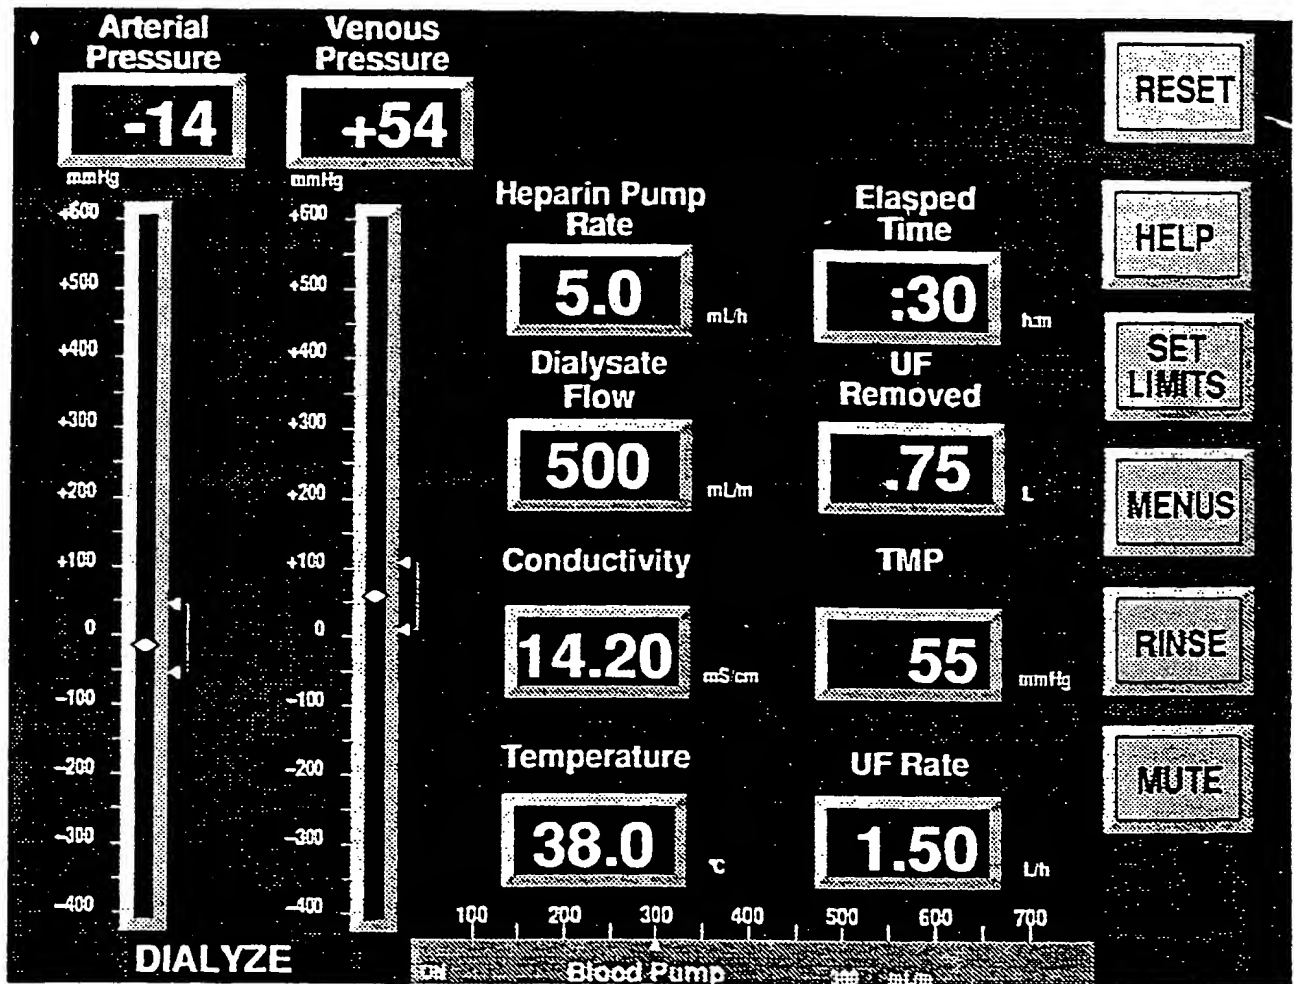 Arterial
Pressure
-14
mmHg
+600
+500
+400
+300
+200
+100
0
-100
-200
-300
-400
Venous
Pressure
+54
mmHg
+600
+500
+400
+300
+200
+100
0
-100
-200
-300
-400
Heparin Pump
Rate
5.0 mL/h
Dialysate
Flow
500 mL/m
Conductivity
14.20 mS/cm
Temperature
38.0 °C
Elasped
Time
:30 h:m
UF
Removed
.75 L
TMP
55 mmHg
UF Rate
1.50 L/h
RESET
HELP
SET
LIMITS
MENUS
RINSE
MUTE
DIALYZE
100 200 300 400 500 600 700
ON Blood Pump 300 mL/m